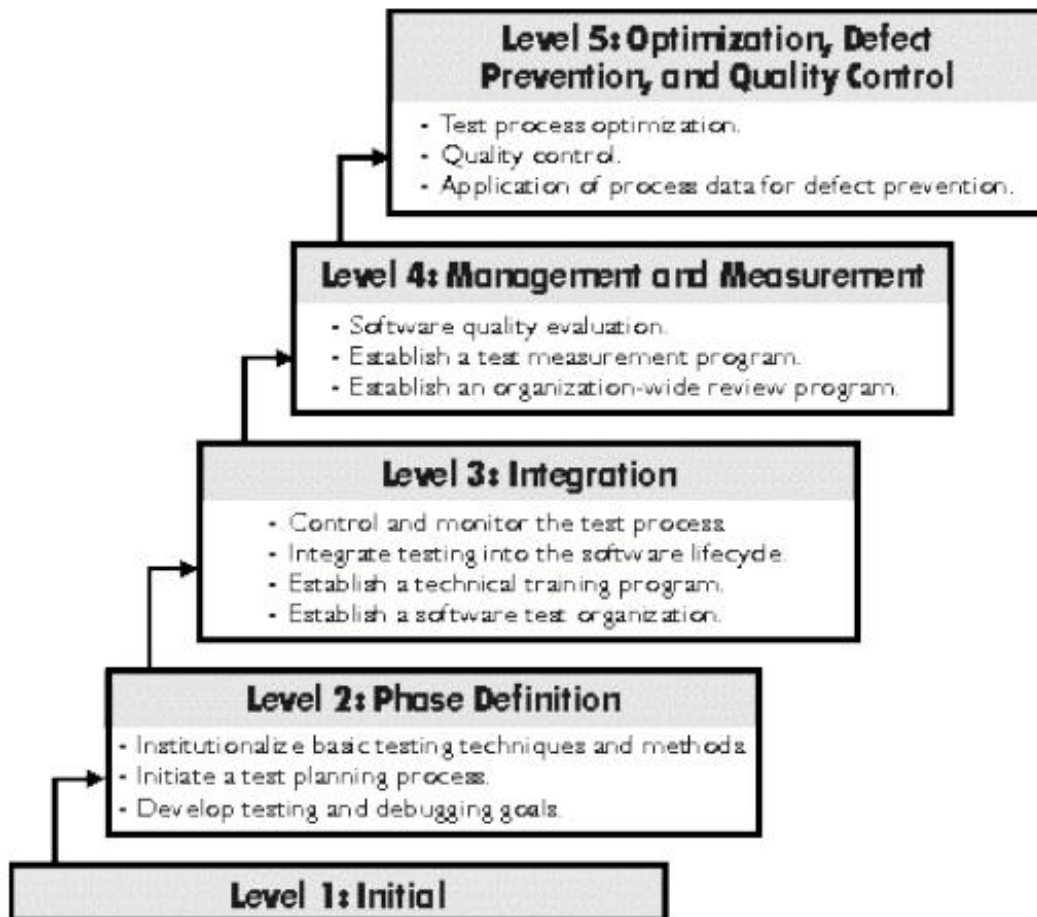 Level 5: Optimization, Defect
Prevention, and Quality Control
- Test process optimization.
- Quality control.
- Application of process data for defect prevention.
Level 4: Management and Measurement
- Software quality evaluation.
- Establish a test measurement program.
- Establish an organization-wide review program.
Level 3: Integration
- Control and monitor the test process
- Integrate testing into the software lifecycle.
- Establish a technical training program.
- Establish a software test organization.
Level 2: Phase Definition
- Institutionalize basic testing techniques and methods
- Initiate a test planning process.
- Develop testing and debugging goals.
Level 1: Initial